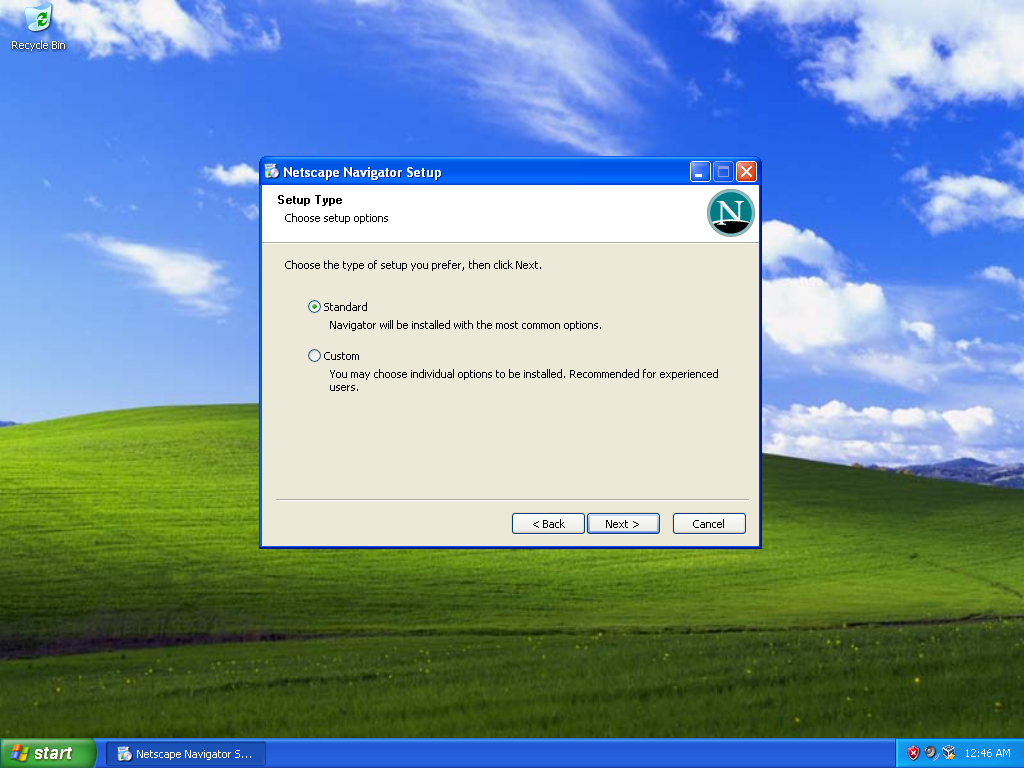 Recycle Bin
Netscape Navigator Setup
Setup Type
Choose setup options
N
Choose the type of setup you prefer, then click Next.
Standard
Navigator will be installed with the most common options.
Custom
You may choose individual options to be installed. Recommended for experienced
users.
< Back
Next >
Cancel
start
Netscape Navigator S...
12:46 AM